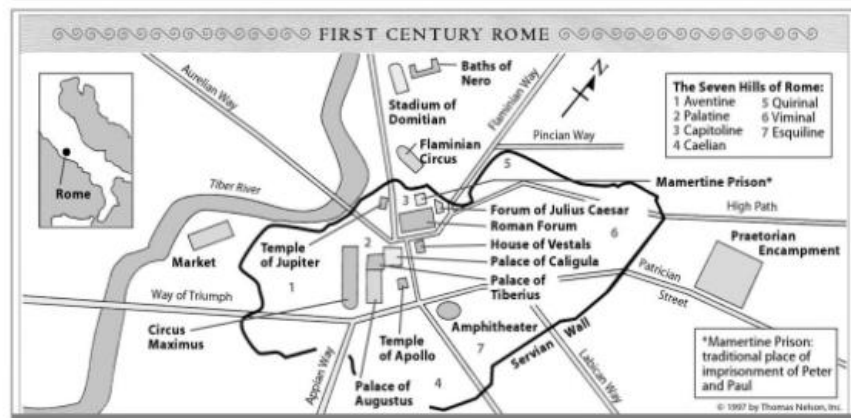 FIRST CENTURY ROME
Baths of
Nero
Aurelian Way
Stadium of
Domitian
Flaminian Way
N
The Seven Hills of Rome:
1 Aventine 5 Quirinal
2 Palatine 6 Viminal
3 Capitoline 7 Esquiline
4 Caelian
Flaminian
Circus
Pincian Way
5
Rome
Tiber River
Mamertine Prison*
3
Forum of Julius Caesar
High Path
Roman Forum
6
Market
Temple
of Jupiter
2
House of Vestals
Praetorian
Encampment
Palace of Caligula
Palace of
Tiberius
Patrician
Street
1
Way of Triumph
Circus
Maximus
Amphitheater
Temple
of Apollo
Servian Wall
7
Appian Way
Palace of
Augustus
4
Labican Way
*Mamertine Prison:
traditional place of
imprisonment of Peter
and Paul
© 1997 by Thomas Nelson, Inc.